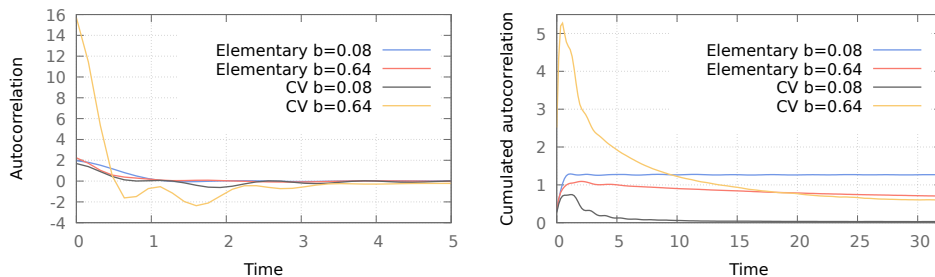 Autocorrelation
16
14
12
10
8
6
4
2
0
-2
-4
Elementary b=0.08
Elementary b=0.64
CV b=0.08
CV b=0.64
0 1 2 3 4 5
Time
Cumulated autocorrelation
5
4
3
2
1
0
Elementary b=0.08
Elementary b=0.64
CV b=0.08
CV b=0.64
0 5 10 15 20 25 30
Time